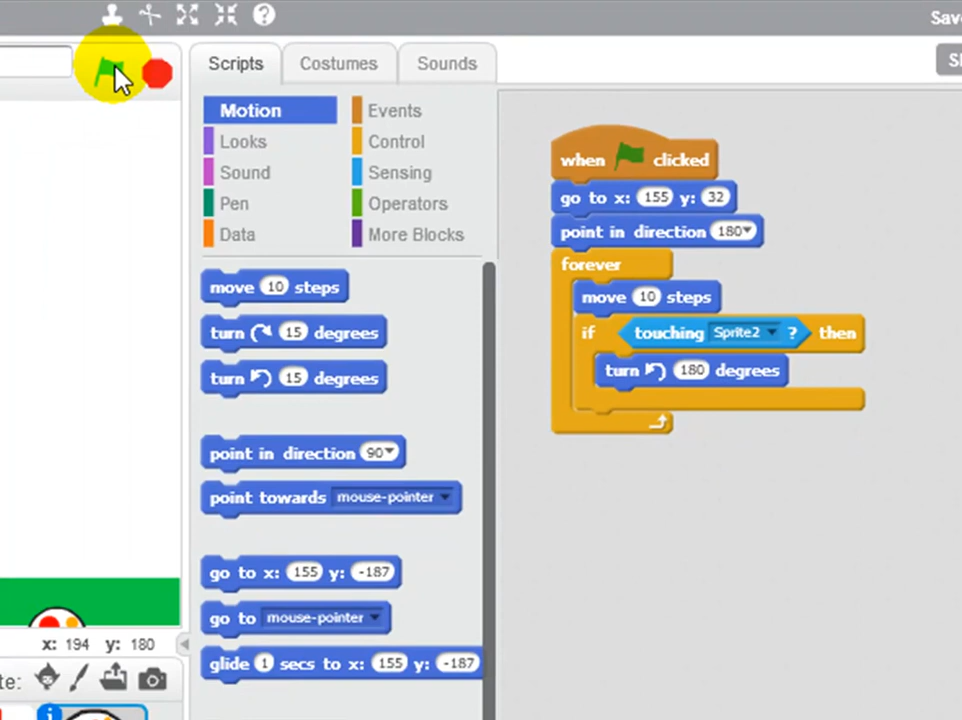 Sav
Scripts Costumes Sounds
Motion Events
Looks Control
Sound Sensing
Pen Operators
Data More Blocks
move 10 steps
turn 15 degrees
turn 15 degrees
point in direction 90
point towards mouse-pointer
go to x: 155 y: -187
go to mouse-pointer
glide 1 secs to x: 155 y: -187
when clicked
go to x: 155 y: 32
point in direction 180
forever
move 10 steps
if touching Sprite2 ? then
turn 180 degrees
x: 194 y: 180
te: